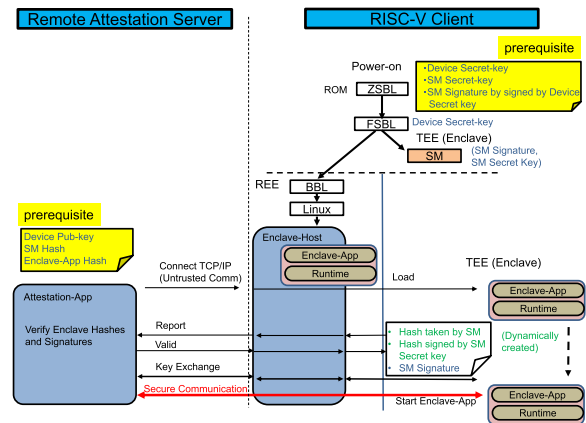 Remote Attestation Server
RISC-V Client
prerequisite
Power-on
・Device Secret-key
・SM Secret-key
・SM Signature by signed by Device
Secret key
ROM
ZSBL
FSBL
Device Secret-key
TEE (Enclave)
SM
(SM Signature,
SM Secret Key)
REE
BBL
Linux
prerequisite
Device Pub-key
SM Hash
Enclave-App Hash
Enclave-Host
Enclave-App
Runtime
Connect TCP/IP
(Untrusted Comm)
Load
TEE (Enclave)
Enclave-App
Runtime
Attestation-App
Verify Enclave Hashes
and Signatures
Report
Valid
Key Exchange
• Hash taken by SM
• Hash signed by SM
Secret key
• SM Signature
(Dynamically
created)
Secure Communication
Start Enclave-App
Enclave-App
Runtime